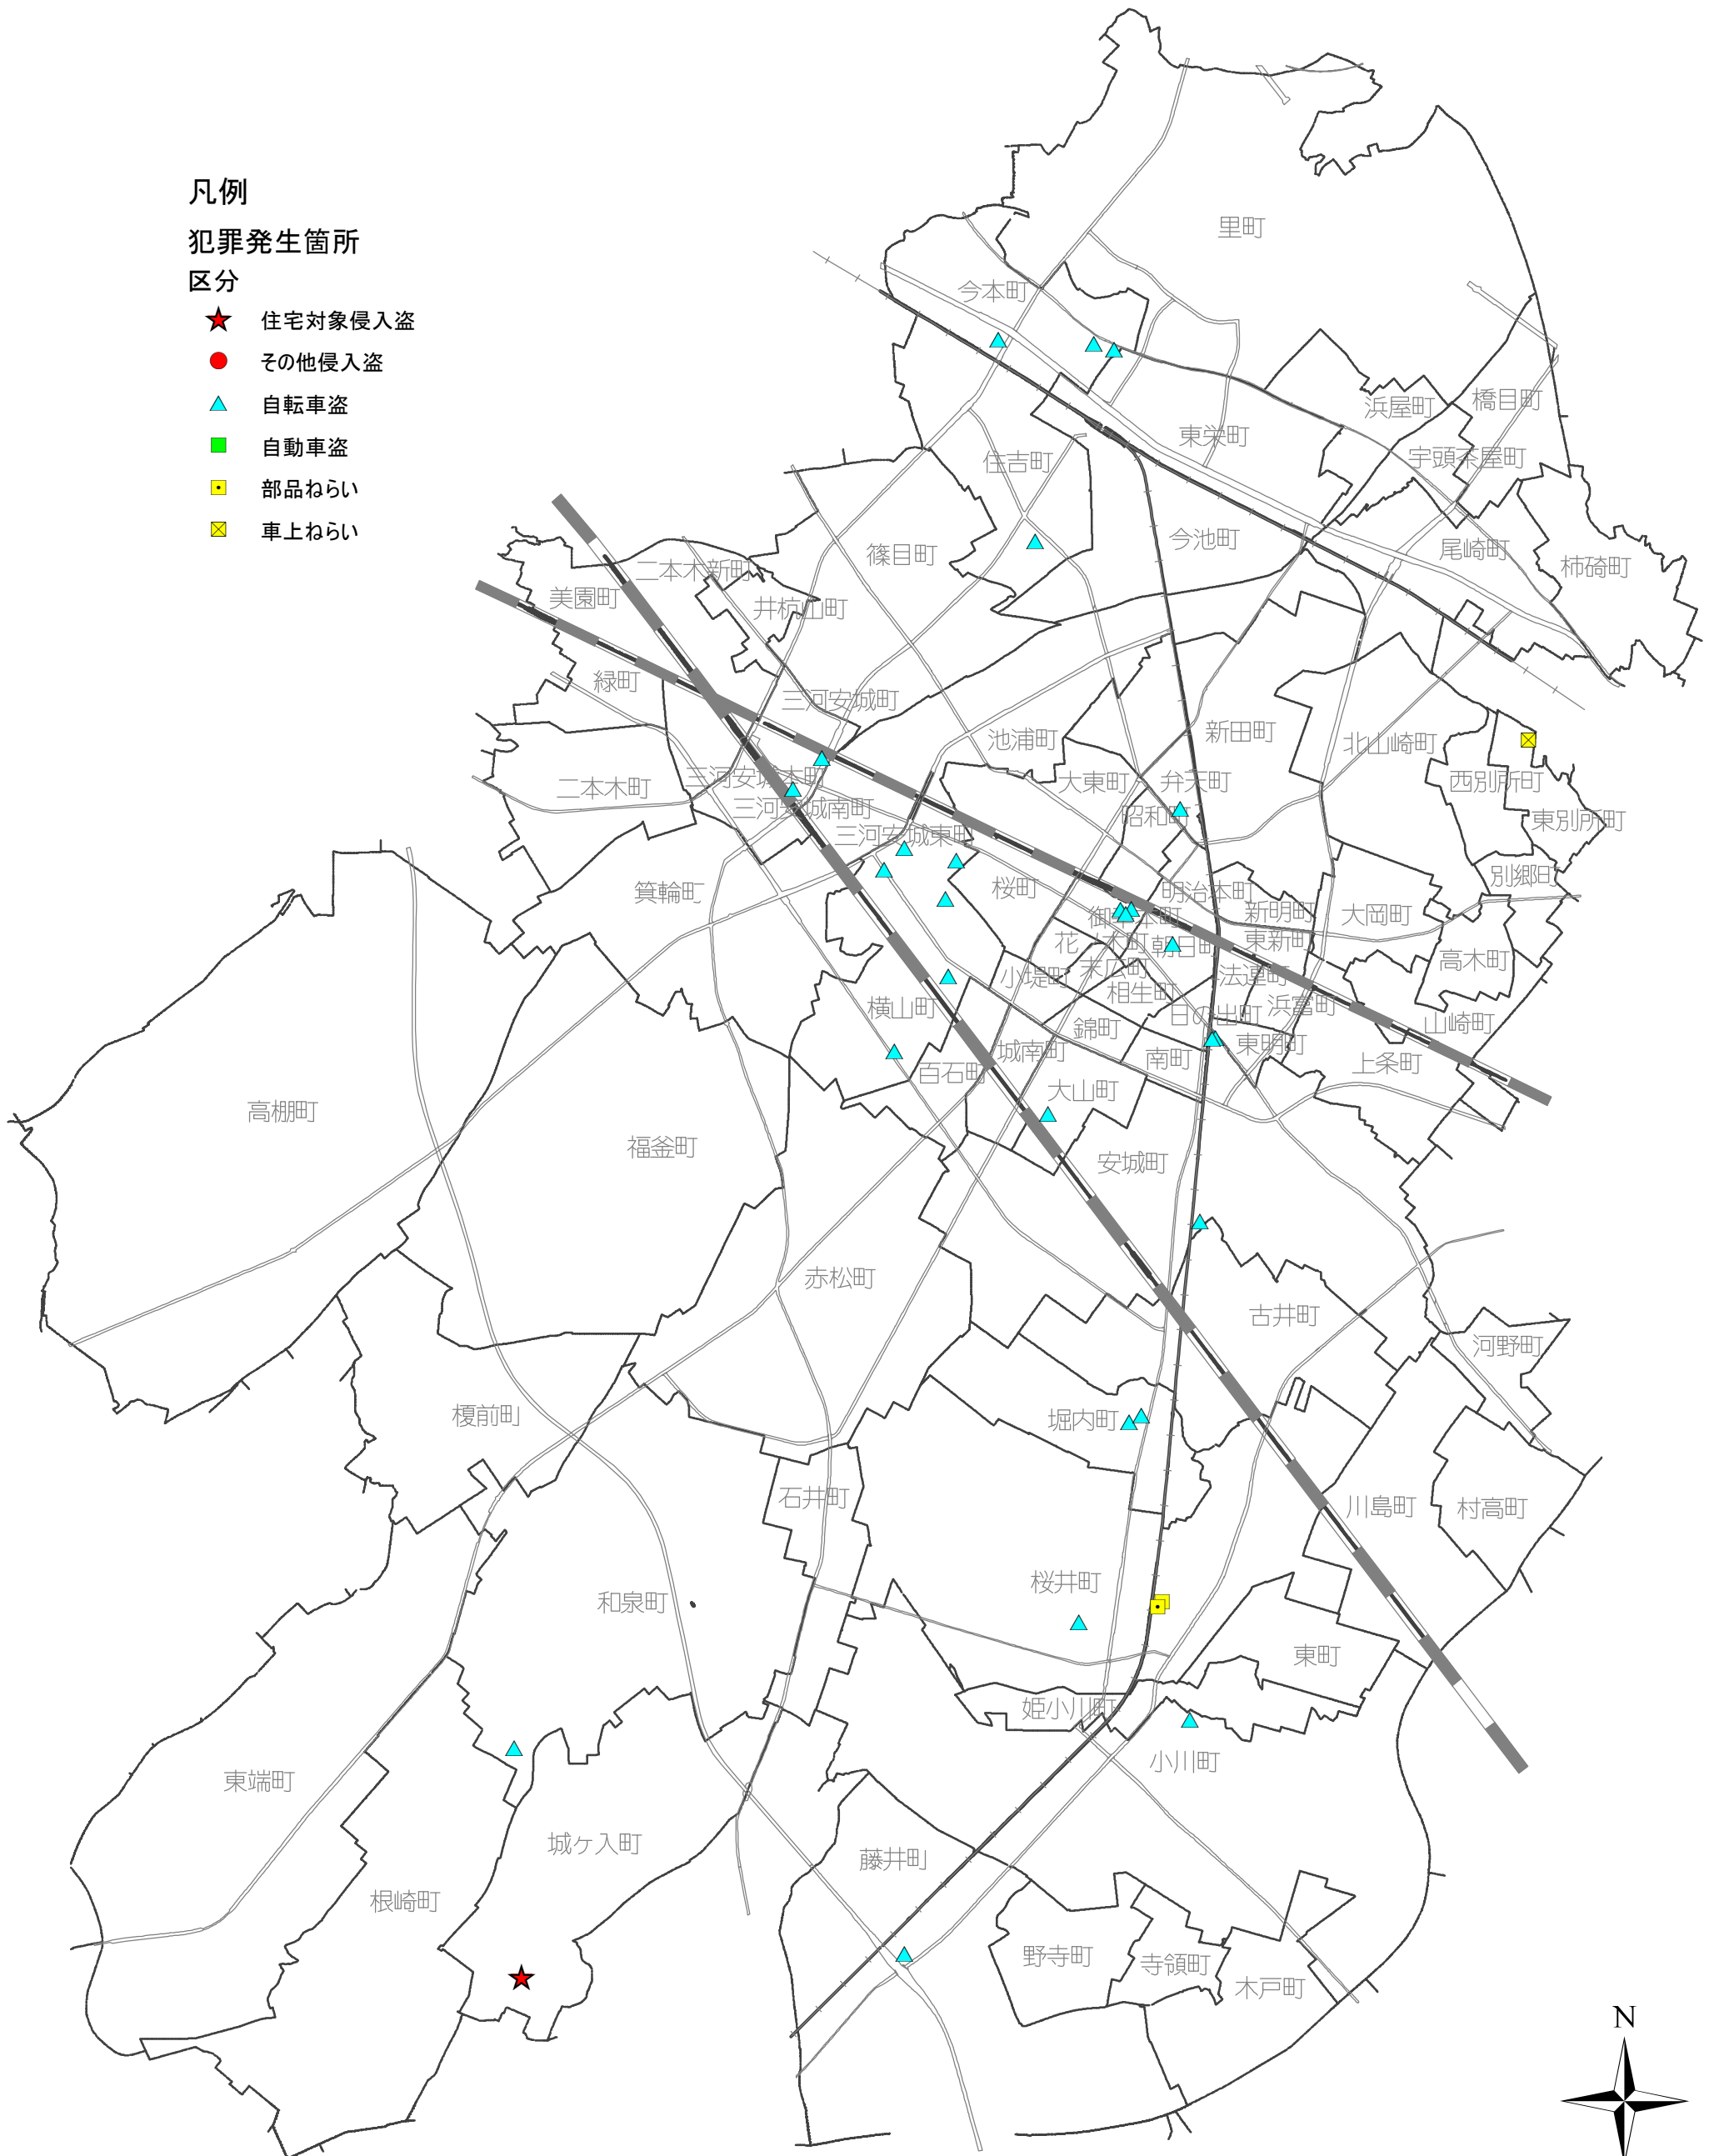 凡例
犯罪発生箇所
区分
住宅対象侵入盗
その他侵入盗
自転車盗
自動車盗
部品ねらい
車上ねらい
里町
今本町
橋目町
浜屋町
東栄町
宇頭茶屋町
住吉町
今池町
尾崎町
柿碕町
篠目町
二本木新町
美園町
井杭山町
緑町
三河安城町
池浦町
新田町
北山崎町
大東町
弁天町
西別所町
三河安城本町
二本木町
三河安城南町
昭和町
東別所町
三河安城東町
別郷町
箕輪町
桜町
明治本町
新明町
大岡町
御幸本町
花ノ木町
朝日町
東新町
高木町
末広町
小堤町
法連町
相生町
横山町
浜富町
日の出町
山崎町
錦町
城南町
南町
東明町
上条町
百石町
大山町
高棚町
福釜町
安城町
赤松町
古井町
河野町
榎前町
堀内町
石井町
川島町
村高町
桜井町
和泉町
東町
姫小川町
小川町
東端町
城ヶ入町
藤井町
根崎町
野寺町
寺領町
木戸町
N